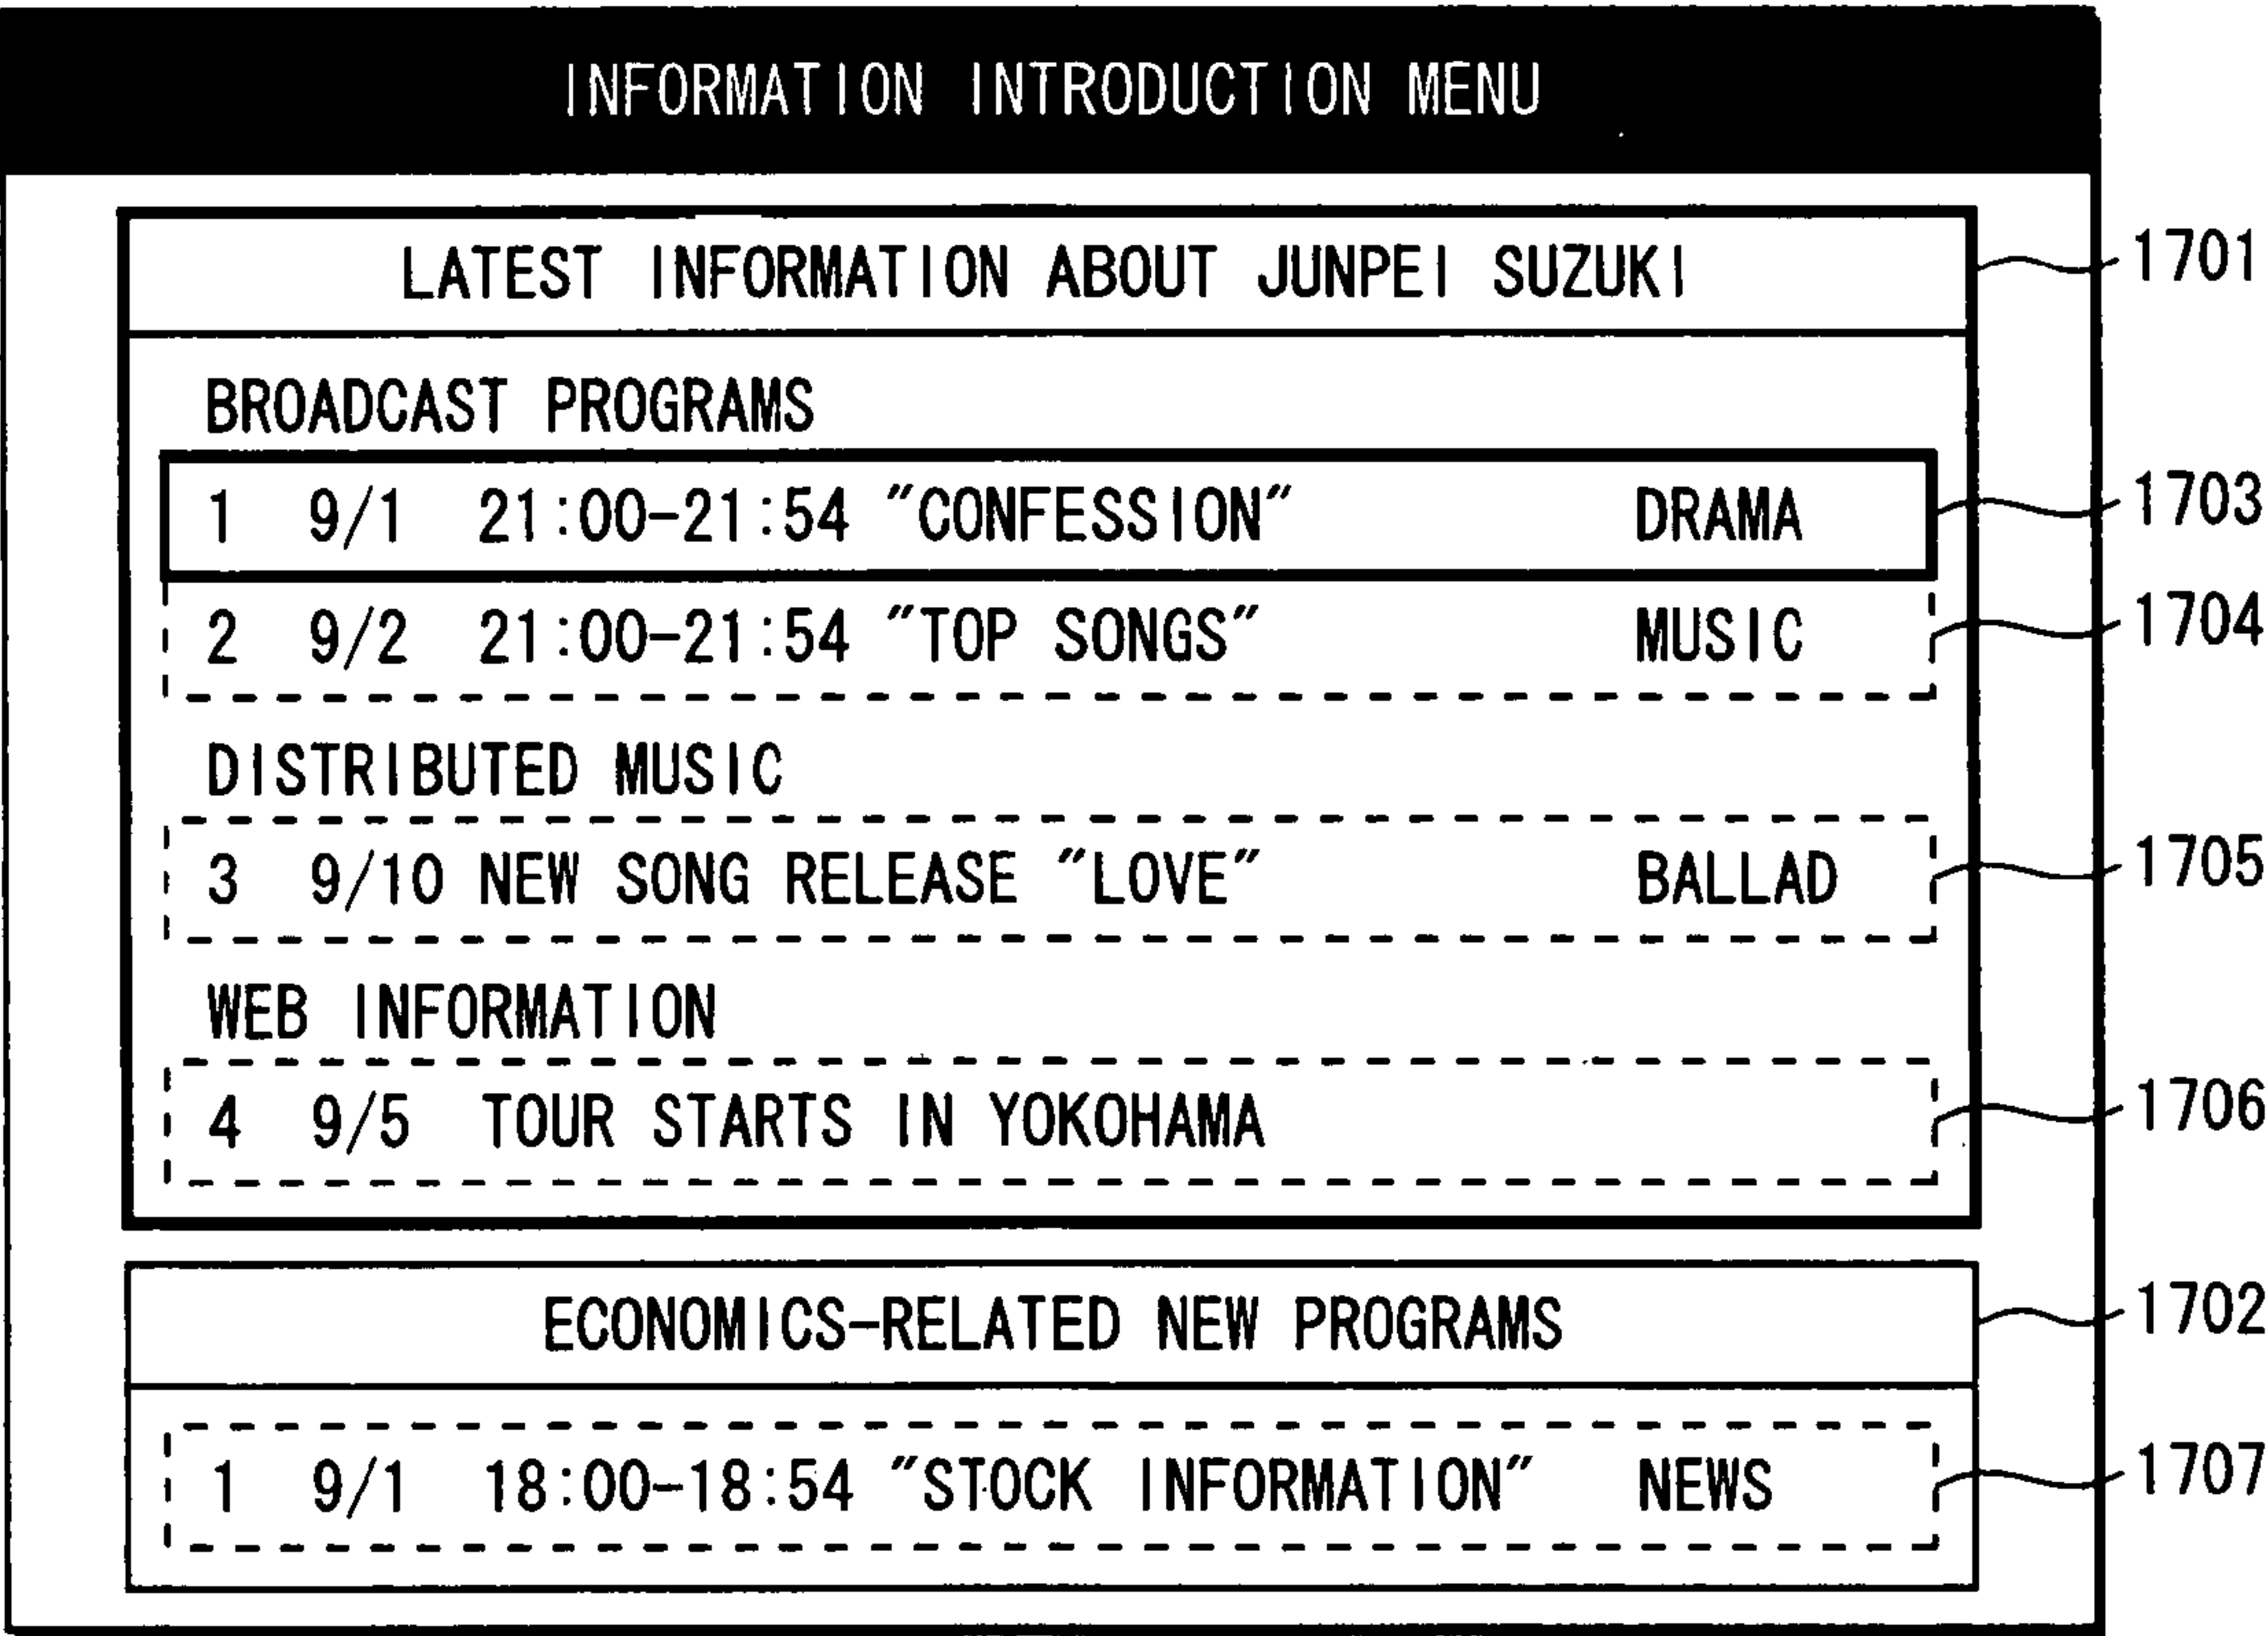 INFORMATION INTRODUCTION MENU
LATEST INFORMATION ABOUT JUNPEI SUZUKI 1701
BROADCAST PROGRAMS
1 9/1 21:00-21:54 "CONFESSION" DRAMA 1703
2 9/2 21:00-21:54 "TOP SONGS" MUSIC 1704
DISTRIBUTED MUSIC
3 9/10 NEW SONG RELEASE "LOVE" BALLAD 1705
WEB INFORMATION
4 9/5 TOUR STARTS IN YOKOHAMA 1706
ECONOMICS-RELATED NEW PROGRAMS 1702
1 9/1 18:00-18:54 "STOCK INFORMATION" NEWS 1707